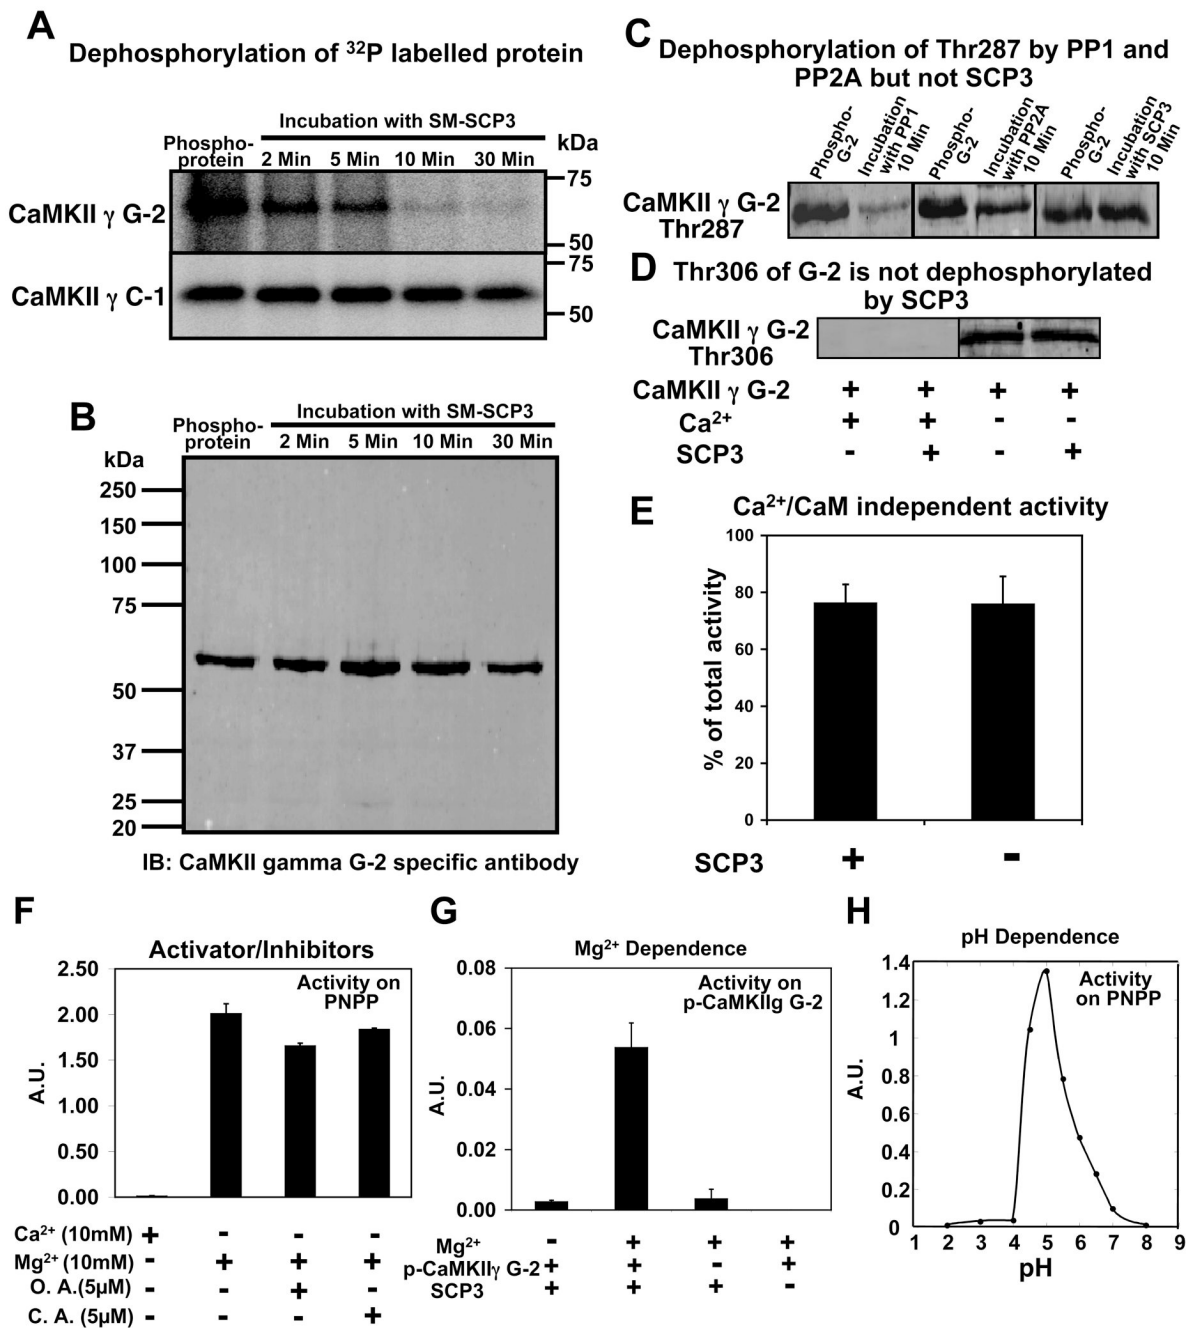 A
Dephosphorylation of ³²P labelled protein
Incubation with SM-SCP3
Phospho-
protein 2 Min 5 Min 10 Min 30 Min
kDa
75
CaMKII γ G-2
50
75
CaMKII γ C-1
50
B
Incubation with SM-SCP3
Phospho-
protein 2 Min 5 Min 10 Min 30 Min
kDa
250
150
100
75
50
37
25
20
IB: CaMKII gamma G-2 specific antibody
C
Dephosphorylation of Thr287 by PP1 and
PP2A but not SCP3
Phospho-
G-2
Incubation
with PP1
10 Min
Phospho-
G-2
Incubation
with PP2A
10 Min
Phospho-
G-2
Incubation
with SCP3
10 Min
CaMKII γ G-2
Thr287
D
Thr306 of G-2 is not dephosphorylated
by SCP3
CaMKII γ G-2
Thr306
CaMKII γ G-2 + + + +
Ca²⁺ + + - -
SCP3 - + - +
E
Ca²⁺/CaM independent activity
% of total activity
100
80
60
40
20
0
SCP3 + -
F
Activator/Inhibitors
Activity on
PNPP
A.U.
2.50
2.00
1.50
1.00
0.50
0.00
Ca²⁺ (10mM) + - - -
Mg²⁺ (10mM) - + + +
O. A.(5µM) - - + -
C. A. (5µM) - - - +
G
Mg²⁺ Dependence
Activity on
p-CaMKIIg G-2
A.U.
0.08
0.06
0.04
0.02
0.00
Mg²⁺ - + + +
p-CaMKIIγ G-2 + + - +
SCP3 + + + -
H
pH Dependence
Activity
on PNPP
A.U.
1.4
1.2
1
0.8
0.6
0.4
0.2
0
1 2 3 4 5 6 7 8 9
pH